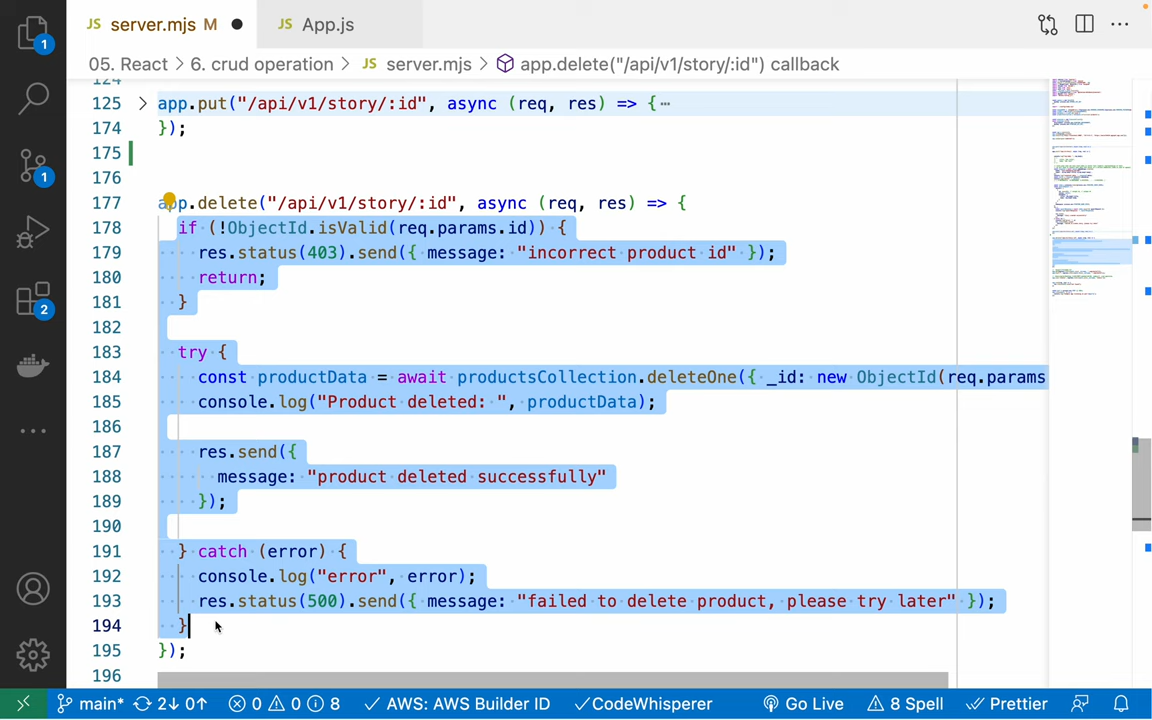 JS server.mjs M ● JS App.js
1
05. React > 6. crud operation > JS server.mjs > app.delete("/api/v1/story/:id") callback
124
125 > app.put("/api/v1/story/:id", async (req, res) => {…
174 });
175
176
177 app.delete("/api/v1/story/:id", async (req, res) => {
178 if (!ObjectId.isValid(req.params.id)) {
179 res.status(403).send({ message: "incorrect product id" });
180 return;
181 }
182
183 try {
184 const productData = await productsCollection.deleteOne({ _id: new ObjectId(req.params
185 console.log("Product deleted: ", productData);
186
187 res.send({
188 message: "product deleted successfully"
189 });
190
191 } catch (error) {
192 console.log("error", error);
193 res.status(500).send({ message: "failed to delete product, please try later" });
194 }
195 });
196
1
2
main* 2↓ 0↑ 0 0 8 AWS: AWS Builder ID CodeWhisperer Go Live 8 Spell Prettier